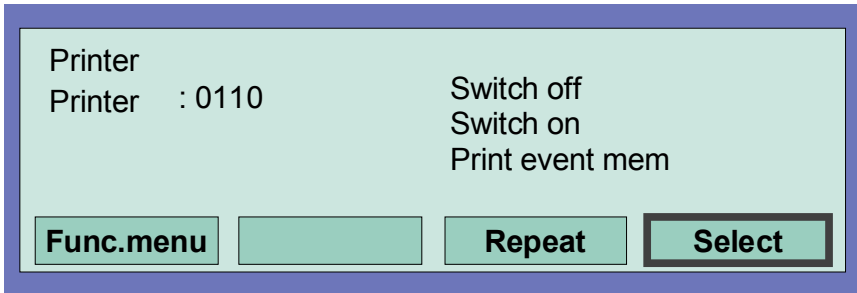 Printer
Printer : 0110
Switch off
Switch on
Print event mem
Func.menu Repeat Select